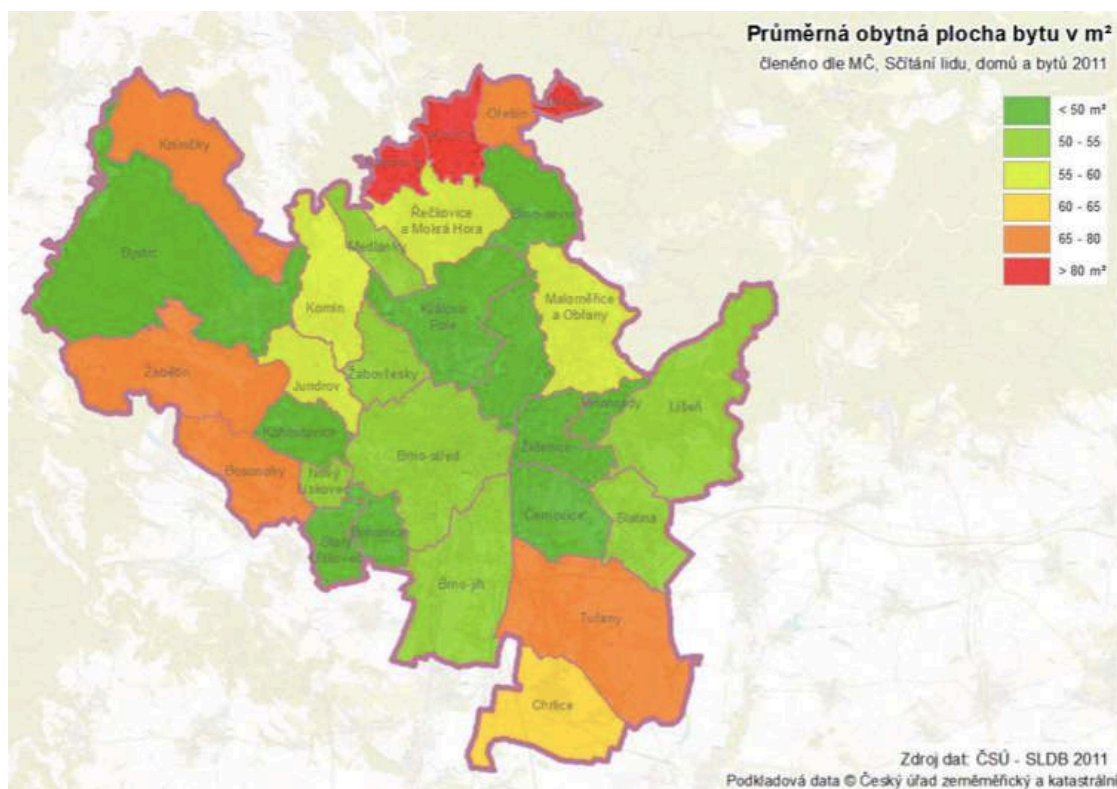 Průměrná obytná plocha bytu v m²
členěno dle MČ, Sčítání lidu, domů a bytů 2011
< 50 m²
50 - 55
55 - 60
60 - 65
65 - 80
> 80 m²
Kníničky
Ořešín
Řečkovice
a Mokrá Hora
Brno-sever
Bystrc
Medlánky
Komín
Královo
Pole
Maloměřice
a Obřany
Žebětín
Jundrov
Žabovřesky
Vinohrady
Líšeň
Kohoutovice
Židenice
Bosonohy
Nový
Lískovec
Brno-střed
Černovice
Slatina
Starý
Lískovec
Bohunice
Brno-jih
Tuřany
Chrlice
Zdroj dat: ČSÚ - SLDB 2011
Podkladová data © Český úřad zeměměřický a katastrální